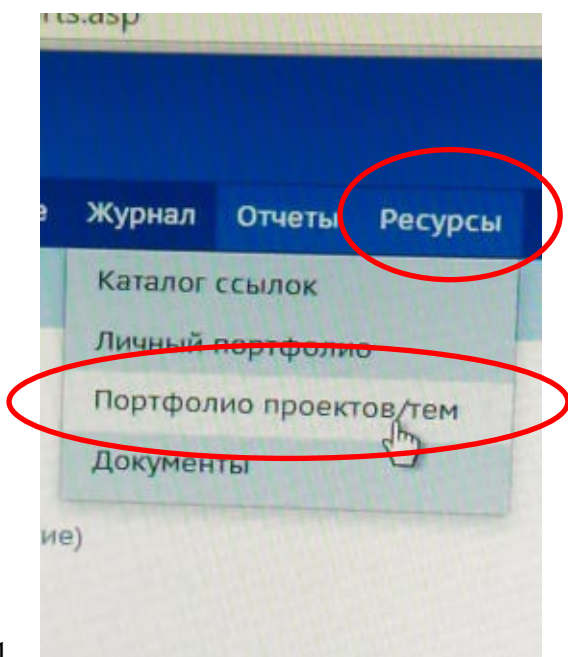 rts.asp
е Журнал Отчеты Ресурсы
Каталог ссылок
Личный портфолио
Портфолио проектов/тем
Документы
ие)